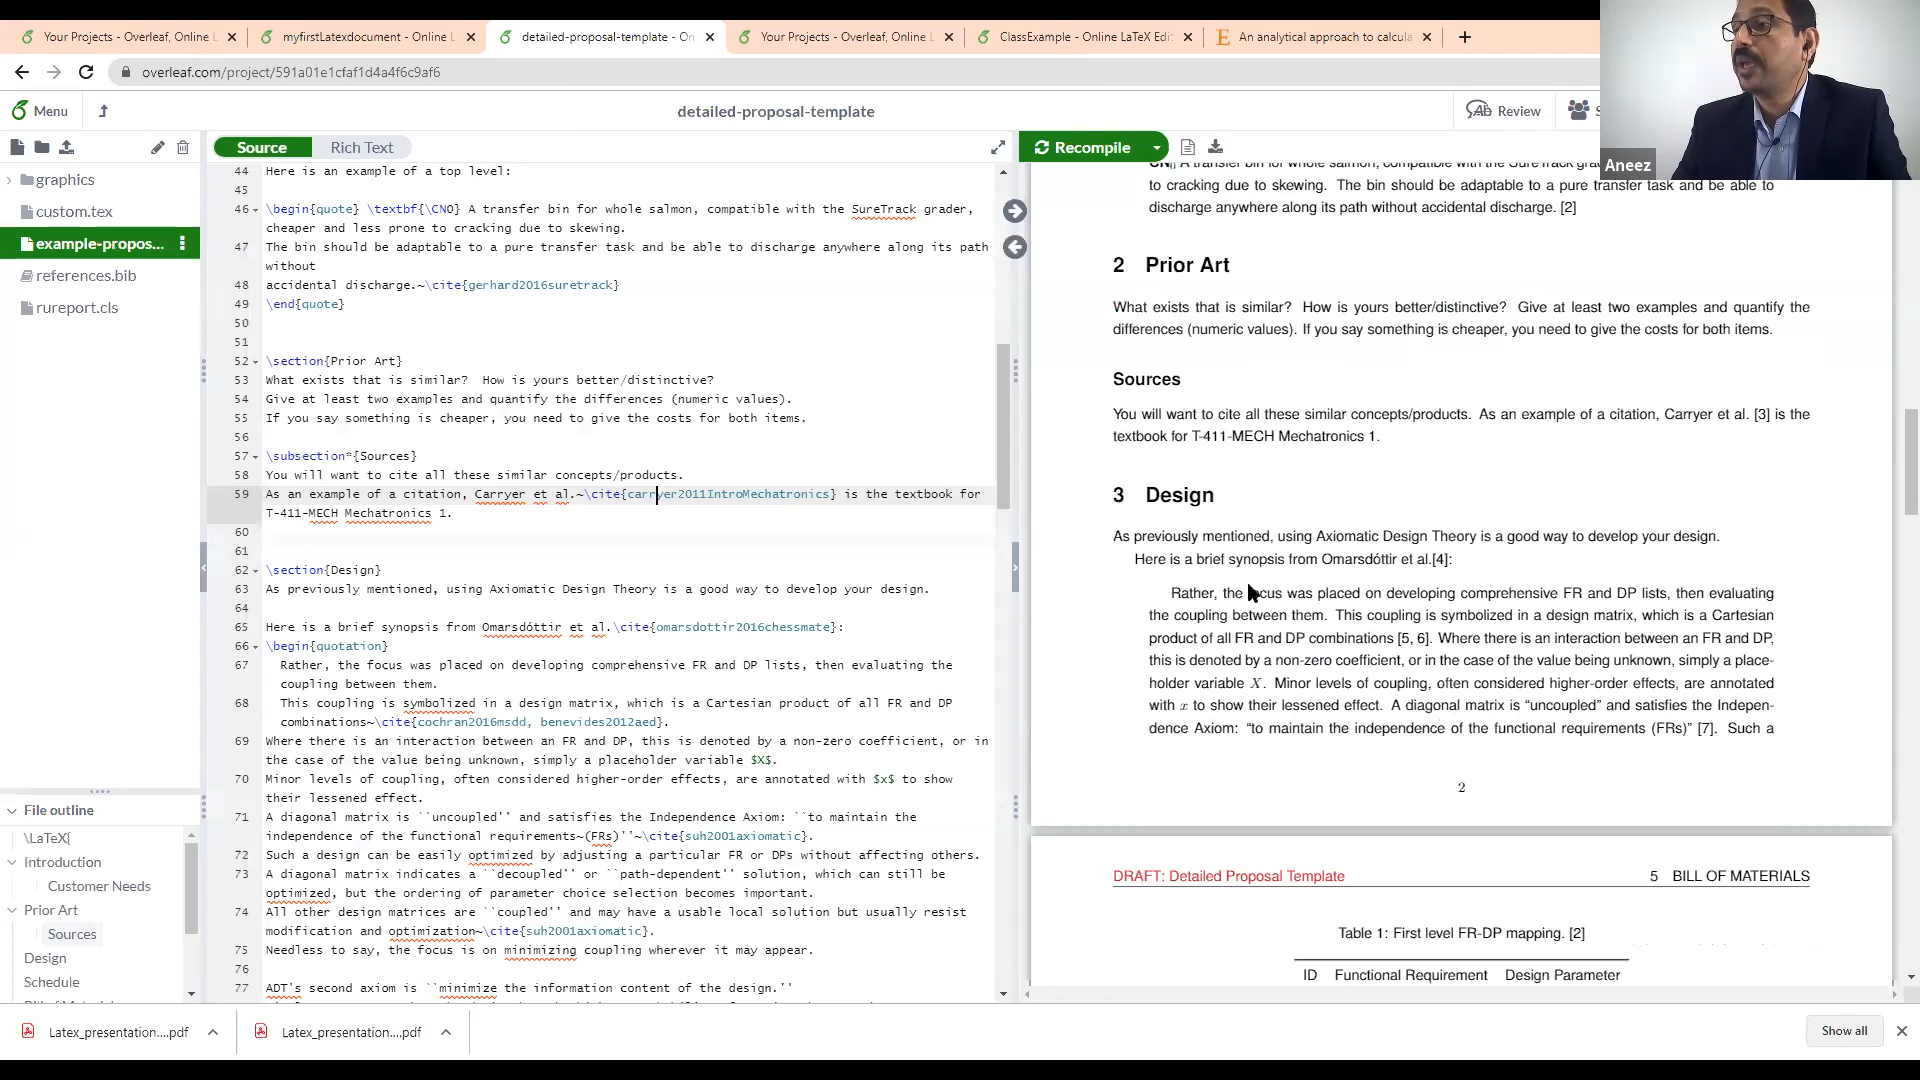 Your Projects - Overleaf, Online L
myfirstLatexdocument - Online L
detailed-proposal-template - On
Your Projects - Overleaf, Online L
ClassExample - Online LaTeX Edit
An analytical approach to calcula
overleaf.com/project/591a01e1cfaf1d4a4f6c9af6
Menu
detailed-proposal-template
Review
Aneez
Source
Rich Text
Recompile
graphics
custom.tex
example-propos...
references.bib
rureport.cls
44 Here is an example of a top level:
45
46 \begin{quote} \textbf{\CN0} A transfer bin for whole salmon, compatible with the SureTrack grader,
cheaper and less prone to cracking due to skewing.
47 The bin should be adaptable to a pure transfer task and be able to discharge anywhere along its path
without
48 accidental discharge.~\cite{gerhard2016suretrack}
49 \end{quote}
50
51
52 \section{Prior Art}
53 What exists that is similar?  How is yours better/distinctive?
54 Give at least two examples and quantify the differences (numeric values).
55 If you say something is cheaper, you need to give the costs for both items.
56
57 \subsection*{Sources}
58 You will want to cite all these similar concepts/products.
59 As an example of a citation, Carryer et al.~\cite{carryer2011IntroMechatronics} is the textbook for
T-411-MECH Mechatronics 1.
60
61
62 \section{Design}
63 As previously mentioned, using Axiomatic Design Theory is a good way to develop your design.
64
65 Here is a brief synopsis from Omarsdóttir et al.\cite{omarsdottir2016chessmate}:
66 \begin{quotation}
67 Rather, the focus was placed on developing comprehensive FR and DP lists, then evaluating the
coupling between them.
68 This coupling is symbolized in a design matrix, which is a Cartesian product of all FR and DP
combinations~\cite{cochran2016msdd, benevides2012aed}.
69 Where there is an interaction between an FR and DP, this is denoted by a non-zero coefficient, or in
the case of the value being unknown, simply a placeholder variable $X$.
70 Minor levels of coupling, often considered higher-order effects, are annotated with $x$ to show
their lessened effect.
71 A diagonal matrix is ``uncoupled'' and satisfies the Independence Axiom: ``to maintain the
independence of the functional requirements~(FRs)''~\cite{suh2001axiomatic}.
72 Such a design can be easily optimized by adjusting a particular FR or DPs without affecting others.
73 A diagonal matrix indicates a ``decoupled'' or ``path-dependent'' solution, which can still be
optimized, but the ordering of parameter choice selection becomes important.
74 All other design matrices are ``coupled'' and may have a usable local solution but usually resist
modification and optimization~\cite{suh2001axiomatic}.
75 Needless to say, the focus is on minimizing coupling wherever it may appear.
76
77 ADT's second axiom is ``minimize the information content of the design.''
File outline
\LaTeX{
Introduction
Customer Needs
Prior Art
Sources
Design
Schedule
to cracking due to skewing. The bin should be adaptable to a pure transfer task and be able to
discharge anywhere along its path without accidental discharge. [2]
2 Prior Art
What exists that is similar? How is yours better/distinctive? Give at least two examples and quantify the
differences (numeric values). If you say something is cheaper, you need to give the costs for both items.
Sources
You will want to cite all these similar concepts/products. As an example of a citation, Carryer et al. [3] is the
textbook for T-411-MECH Mechatronics 1.
3 Design
As previously mentioned, using Axiomatic Design Theory is a good way to develop your design.
Here is a brief synopsis from Omarsdóttir et al.[4]:
Rather, the focus was placed on developing comprehensive FR and DP lists, then evaluating
the coupling between them. This coupling is symbolized in a design matrix, which is a Cartesian
product of all FR and DP combinations [5, 6]. Where there is an interaction between an FR and DP,
this is denoted by a non-zero coefficient, or in the case of the value being unknown, simply a place-
holder variable X. Minor levels of coupling, often considered higher-order effects, are annotated
with x to show their lessened effect. A diagonal matrix is “uncoupled” and satisfies the Indepen-
dence Axiom: “to maintain the independence of the functional requirements (FRs)” [7]. Such a
2
DRAFT: Detailed Proposal Template
5 BILL OF MATERIALS
Table 1: First level FR-DP mapping. [2]
ID Functional Requirement Design Parameter
Latex_presentation....pdf
Latex_presentation....pdf
Show all